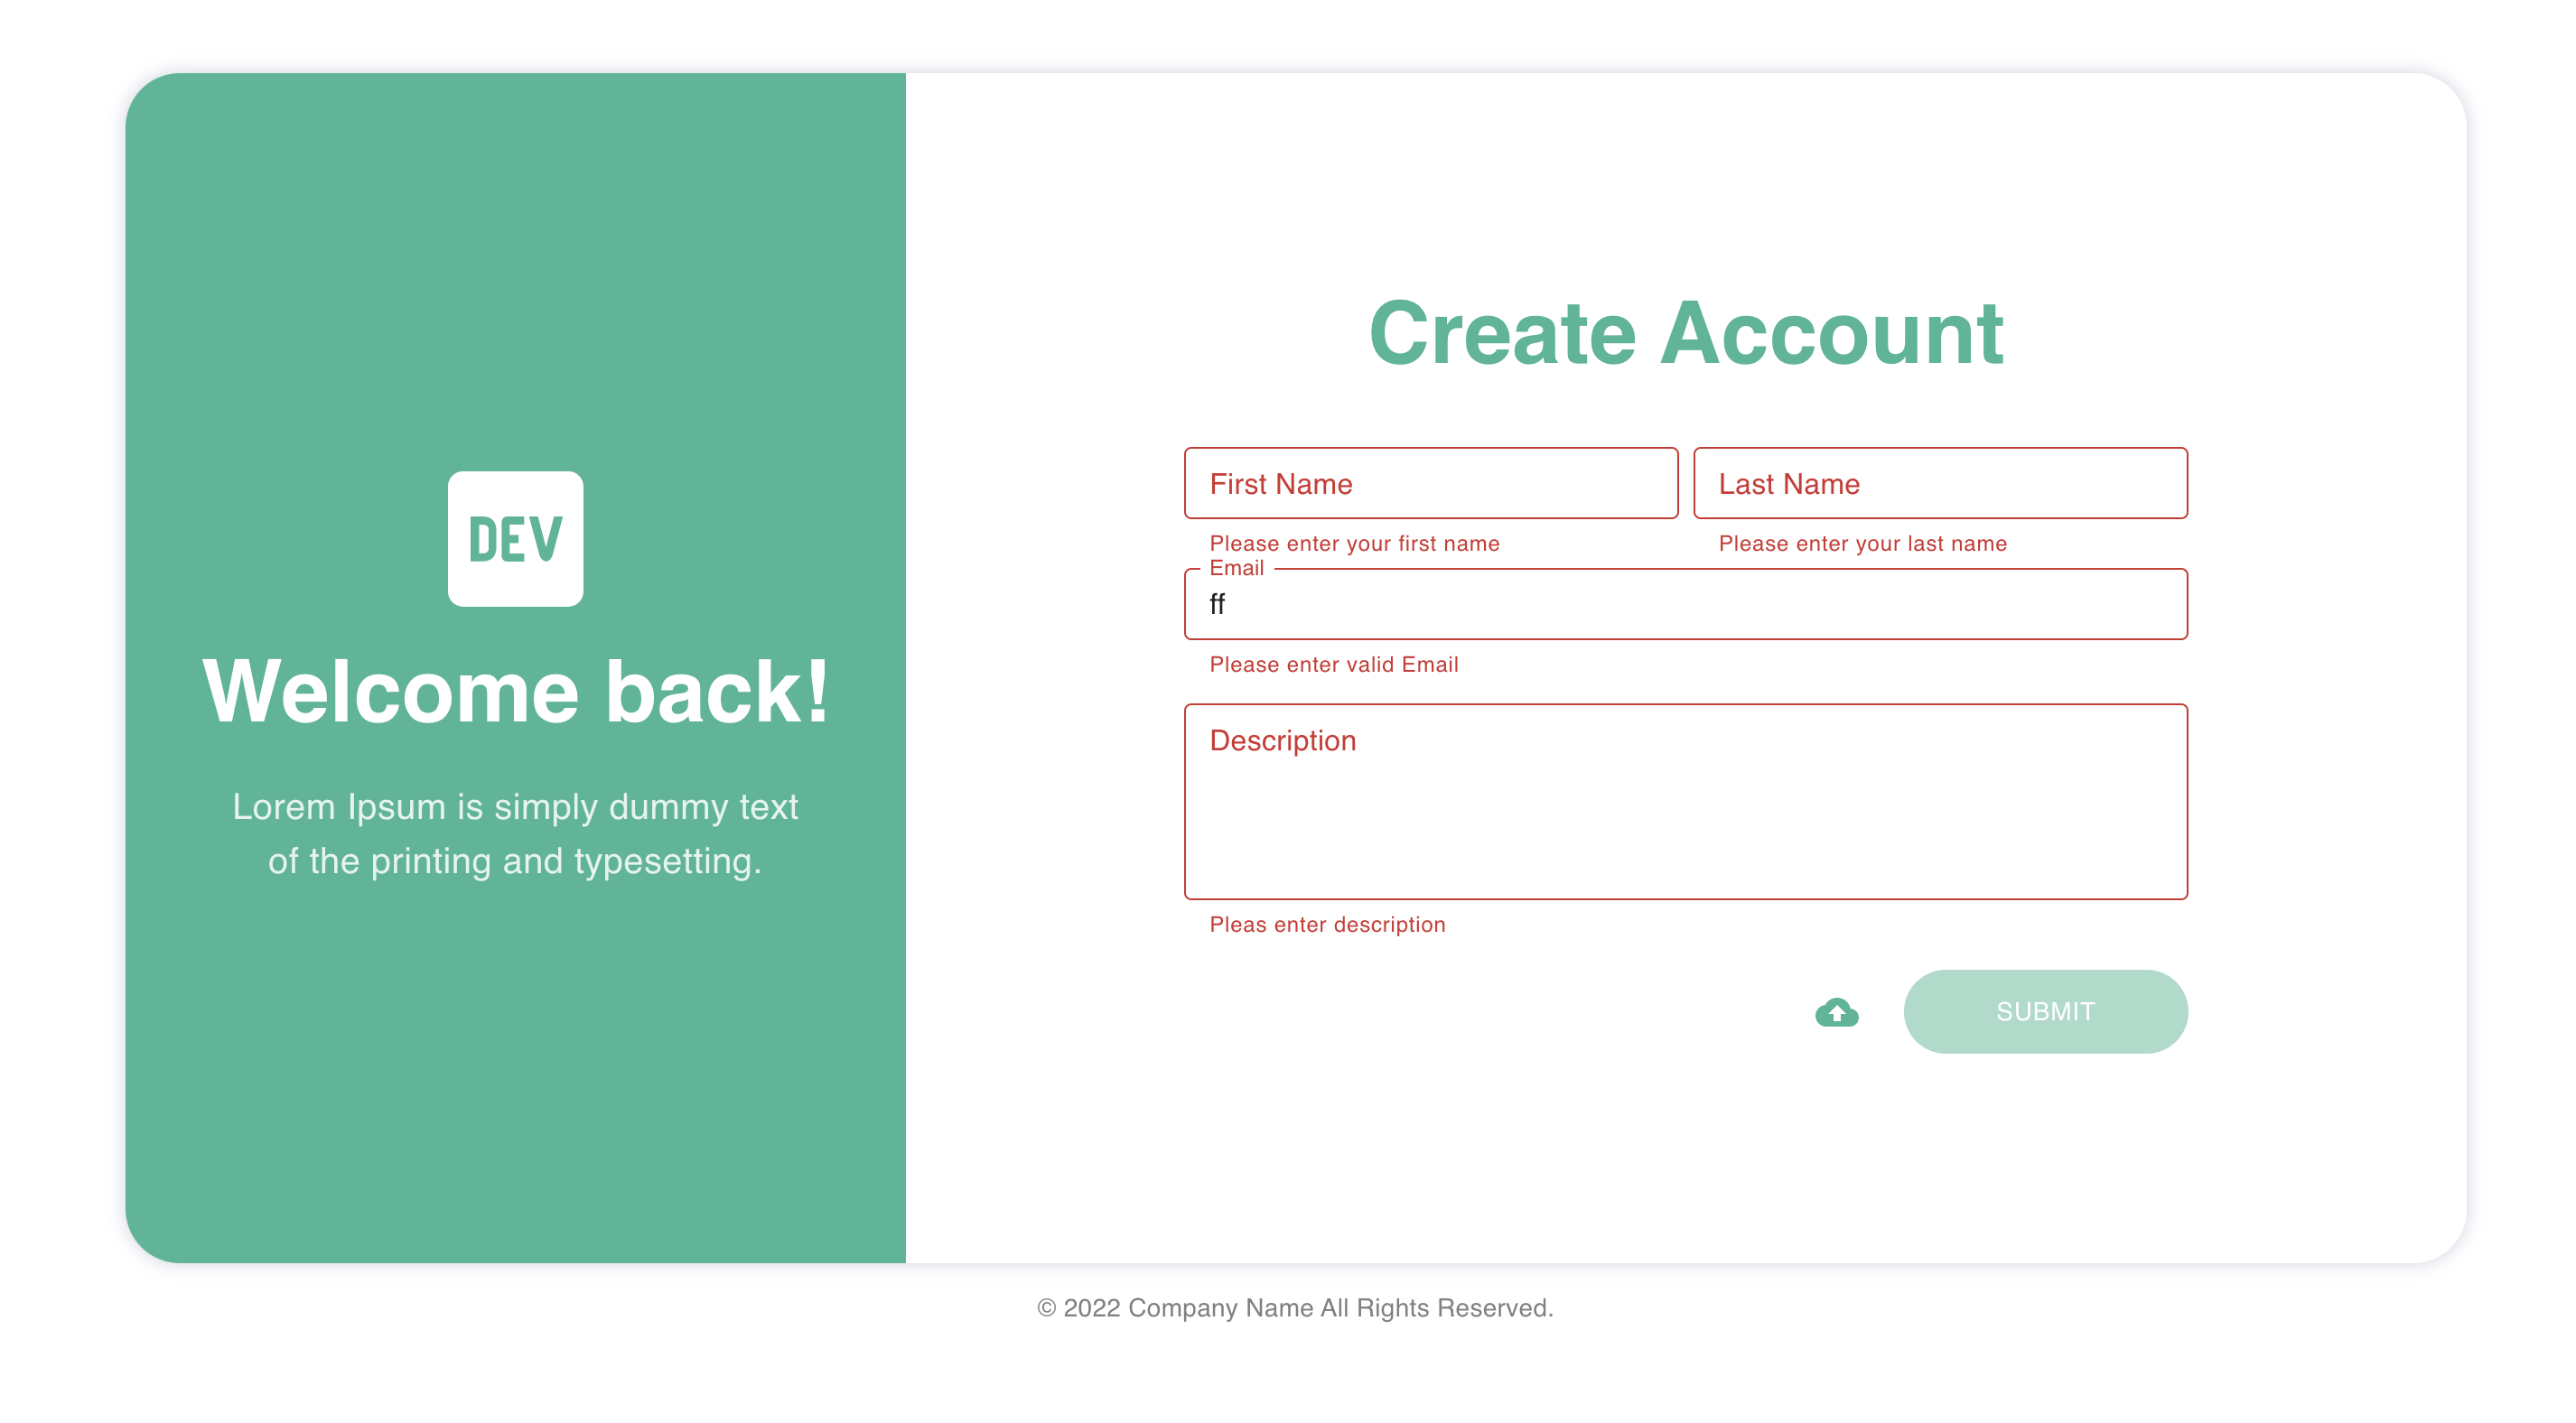 DEV
Welcome back!
Lorem Ipsum is simply dummy text
of the printing and typesetting.
Create Account
First Name
Last Name
Please enter your first name
Please enter your last name
Email
ff
Please enter valid Email
Description
Pleas enter description
SUBMIT
© 2022 Company Name All Rights Reserved.